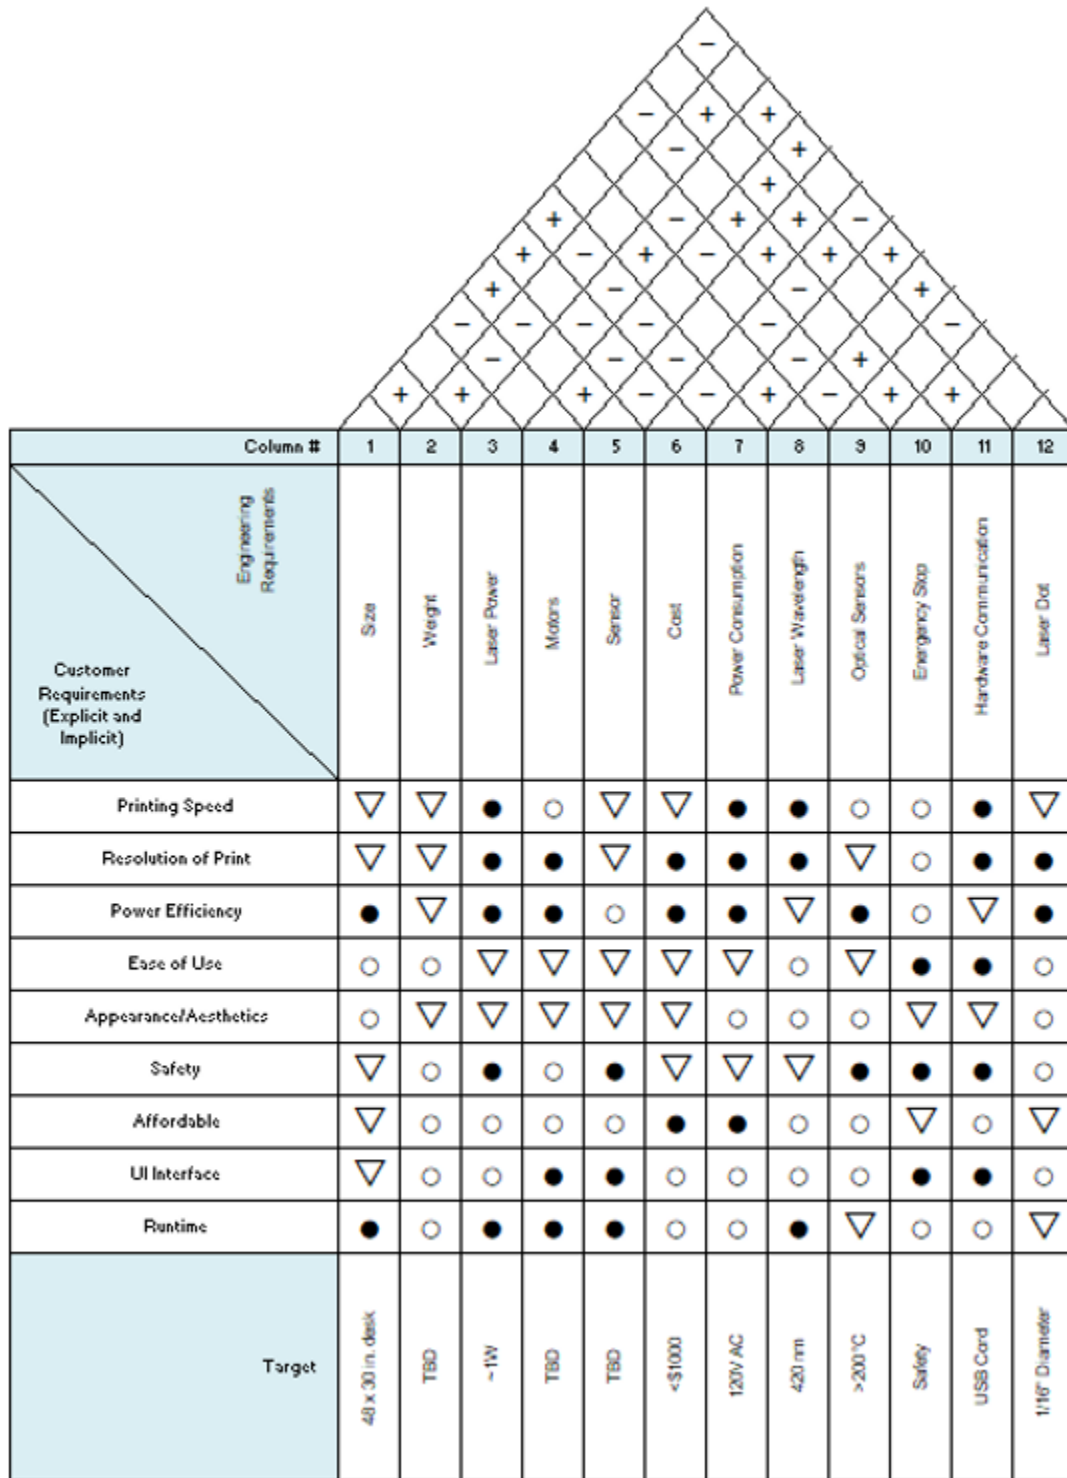 −
− + +
− +
+
+ − + + −
+ − + − + + +
+ − − +
− − − − − −
− − − − +
+ + + − − + − + +
Column # 1 2 3 4 5 6 7 8 9 10 11 12
Engineering
Requirements
Customer
Requirements
(Explicit and
Implicit)
Size
Weight
Laser Power
Motors
Sensor
Cost
Power Consumption
Laser Wavelength
Optical Sensors
Emergency Stop
Hardware Communication
Laser Dot
Printing Speed ▽ ▽ ● ○ ▽ ▽ ● ● ○ ○ ● ▽
Resolution of Print ▽ ▽ ● ● ▽ ● ● ● ▽ ○ ● ●
Power Efficiency ● ▽ ● ● ○ ● ● ▽ ● ○ ▽ ●
Ease of Use ○ ○ ▽ ▽ ▽ ▽ ▽ ○ ▽ ● ● ○
Appearance/Aesthetics ○ ▽ ▽ ▽ ▽ ▽ ○ ○ ○ ▽ ▽ ○
Safety ▽ ○ ● ○ ● ▽ ▽ ▽ ● ● ● ○
Affordable ▽ ○ ○ ○ ○ ● ● ○ ○ ▽ ○ ▽
UI Interface ▽ ○ ○ ● ● ○ ○ ○ ○ ● ● ○
Runtime ● ○ ● ● ● ○ ○ ● ▽ ○ ○ ▽
Target
48 x 30 in. desk
TBD
~1W
TBD
TBD
<$1000
120V AC
420 nm
>200°C
Safety
USB Cord
1/16" Diameter